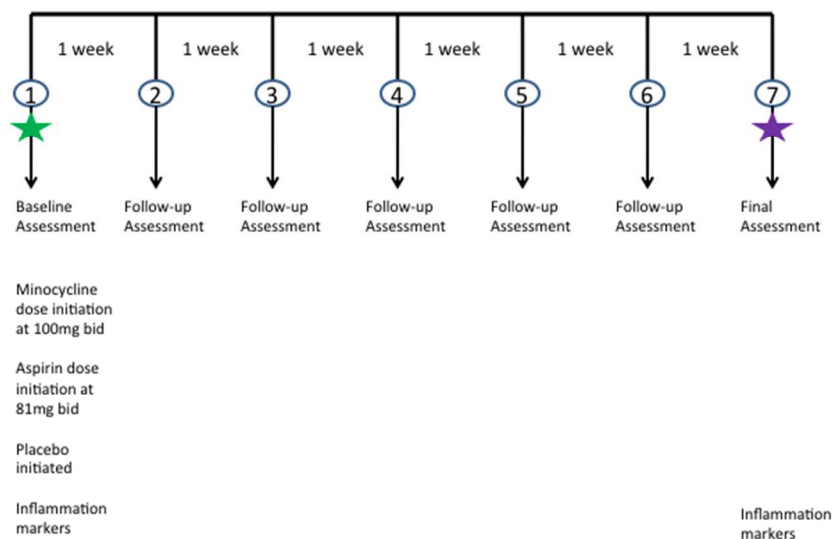 1 week 1 week 1 week 1 week 1 week 1 week
1 2 3 4 5 6 7
Baseline Follow-up Follow-up Follow-up Follow-up Follow-up Final
Assessment Assessment Assessment Assessment Assessment Assessment Assessment
Minocycline
dose initiation
at 100mg bid
Aspirin dose
initiation at
81mg bid
Placebo
initiated
Inflammation
markers
Inflammation
markers